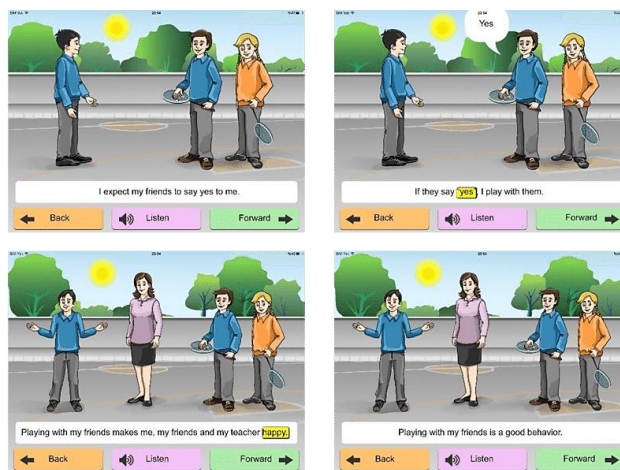 Yes
I expect my friends to say yes to me.
If they say "yes", I play with them.
Back Listen Forward
Back Listen Forward
Playing with my friends makes me, my friends and my teacher happy.
Playing with my friends is a good behavior.
Back Listen Forward
Back Listen Forward